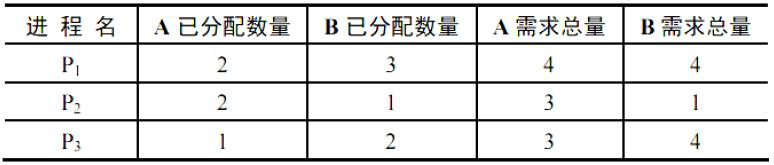 进 程 名 A 已分配数量 B 已分配数量 A 需求总量 B 需求总量
P1 2 3 4 4
P2 2 1 3 1
P3 1 2 3 4